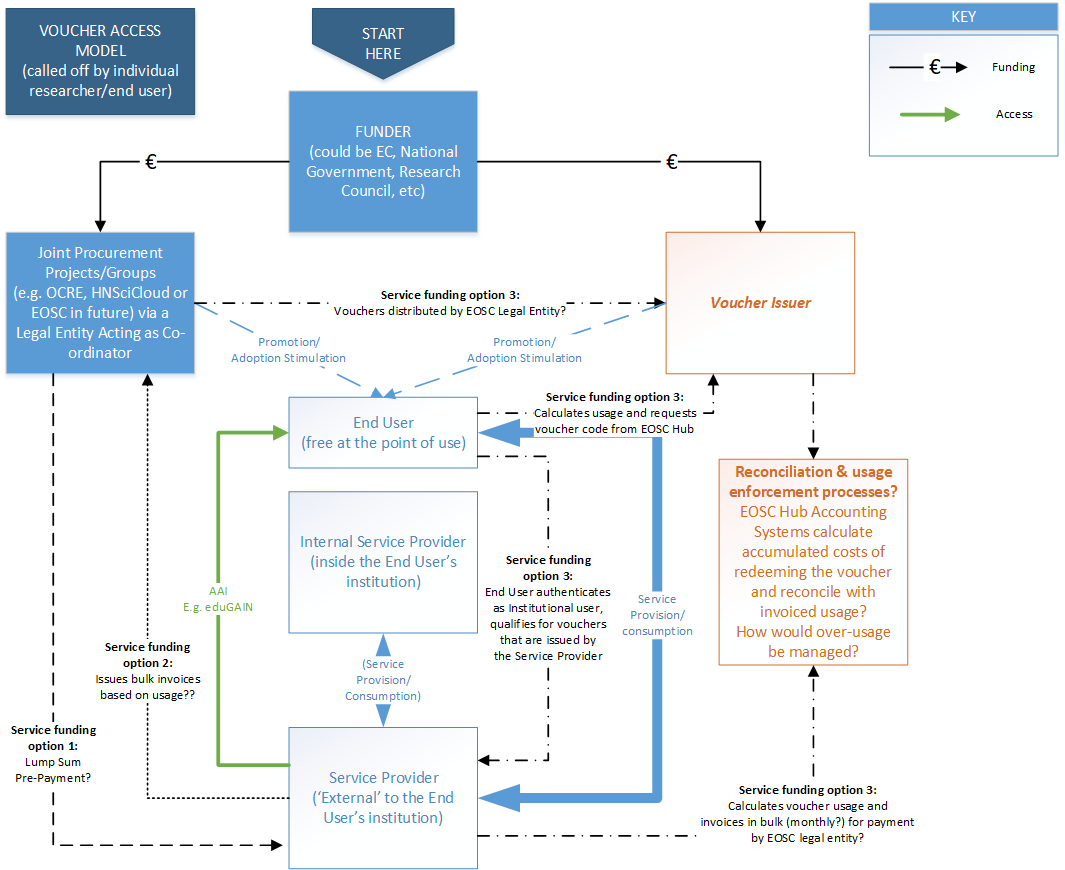 VOUCHER ACCESS
MODEL
(called off by individual
researcher/end user)
START
HERE
KEY
€
Funding
Access
FUNDER
(could be EC, National
Government, Research
Council, etc)
€
€
Joint Procurement
Projects/Groups
(e.g. OCRE, HNSciCloud or
EOSC in future) via a
Legal Entity Acting as Co-
ordinator
Service funding option 3:
Vouchers distributed by EOSC Legal Entity?
Voucher Issuer
Promotion/
Adoption Stimulation
Promotion/
Adoption Stimulation
End User
(free at the point of use)
Service funding option 3:
Calculates usage and requests
voucher code from EOSC Hub
Reconciliation & usage
enforcement processes?
EOSC Hub Accounting
Systems calculate
accumulated costs of
redeeming the voucher
and reconcile with
invoiced usage?
How would over-usage
be managed?
Internal Service Provider
(inside the End User's
institution)
Service funding
option 3:
End User authenticates
as Institutional user,
qualifies for vouchers
that are issued by
the Service Provider
Service
Provision/
consumption
AAI
E.g. eduGAIN
Service funding
option 2:
Issues bulk invoices
based on usage??
(Service
Provision/
Consumption)
Service funding
option 1:
Lump Sum
Pre-Payment?
Service Provider
('External' to the End
User's institution)
Service funding option 3:
Calculates voucher usage and
invoices in bulk (monthly?) for payment
by EOSC legal entity?